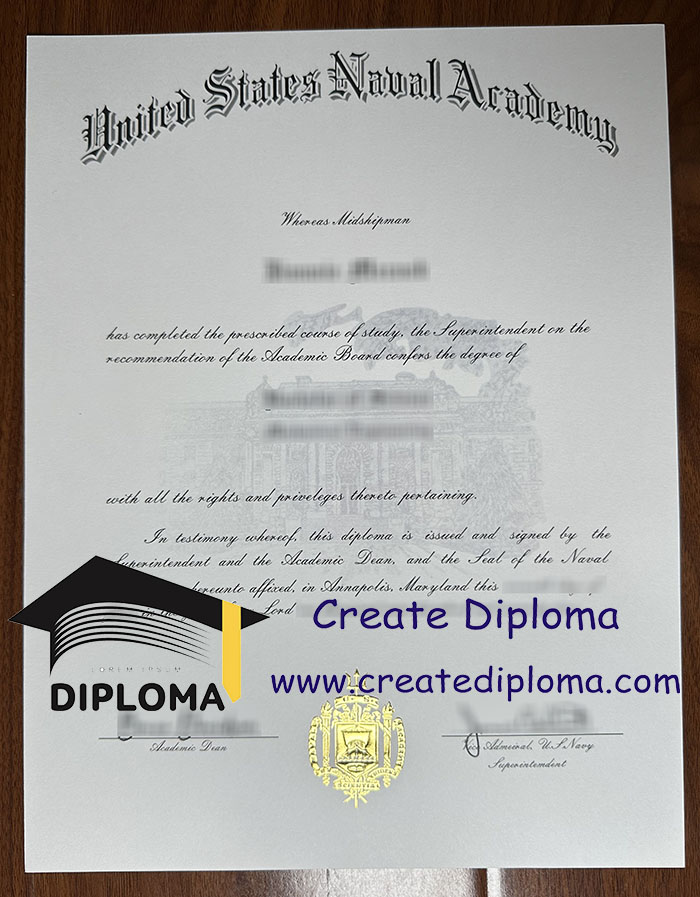 United States Naval Academy
Whereas Midshipman
has completed the prescribed course of study, the Superintendent on the
recommendation of the Academic Board confers the degree of
with all the rights and priveleges thereto pertaining.
In testimony whereof, this diploma is issued and signed by the
Superintendent and the Academic Dean, and the Seal of the Naval
hereunto affixed, in Annapolis, Maryland this
Lord
Create Diploma
LOREM IPSUM
DIPLOMA
www.creatediploma.com
Academic Dean
Vice Admiral, U.S. Navy
Superintendent